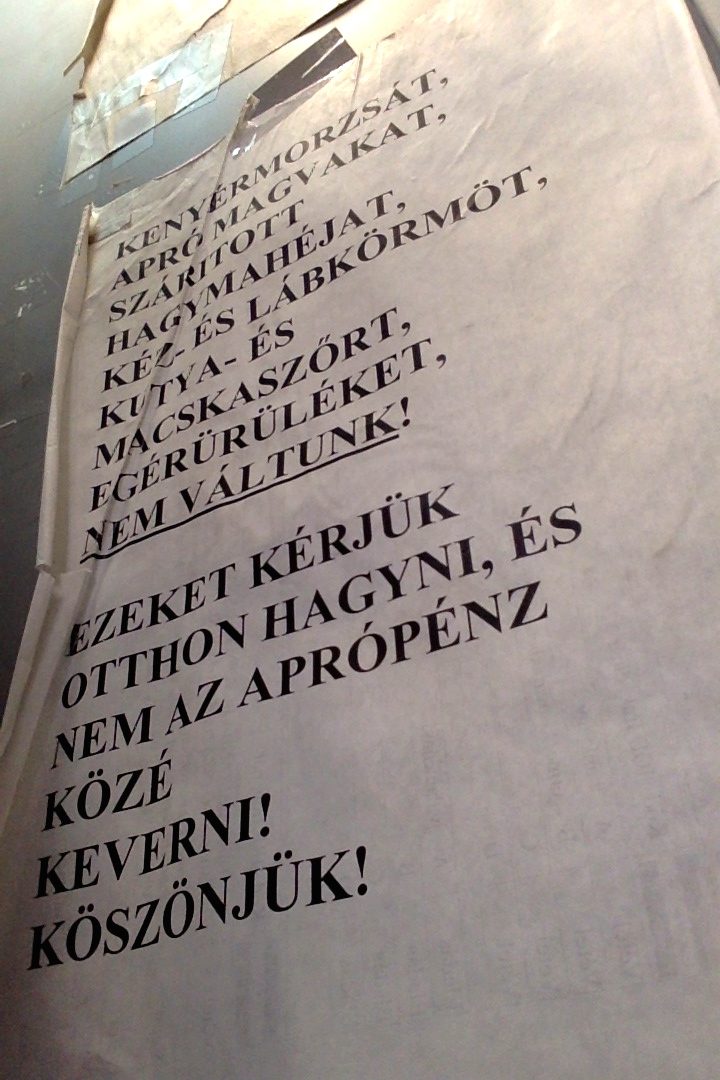 KENYÉRMORZSÁT,
APRÓ MAGVAKAT,
SZÁRÍTOTT
HAGYMAHÉJAT,
KÉZ- ÉS LÁBKÖRMÖT,
KUTYA- ÉS
MACSKASZŐRT,
EGÉRÜRÜLÉKET,
NEM VÁLTUNK!
EZEKET KÉRJÜK
OTTHON HAGYNI, ÉS
NEM AZ APRÓPÉNZ
KÖZÉ
KEVERNI!
KÖSZÖNJÜK!